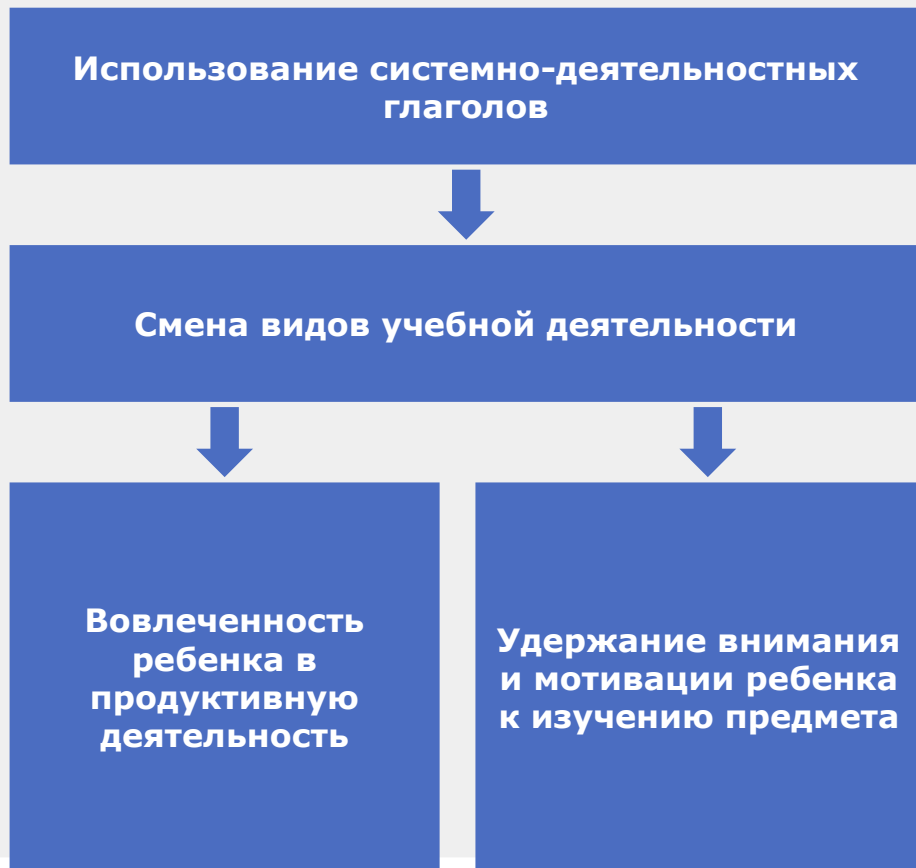 Использование системно-деятельностных
глаголов
Смена видов учебной деятельности
Вовлеченность
ребенка в
продуктивную
деятельность
Удержание внимания
и мотивации ребенка
к изучению предмета